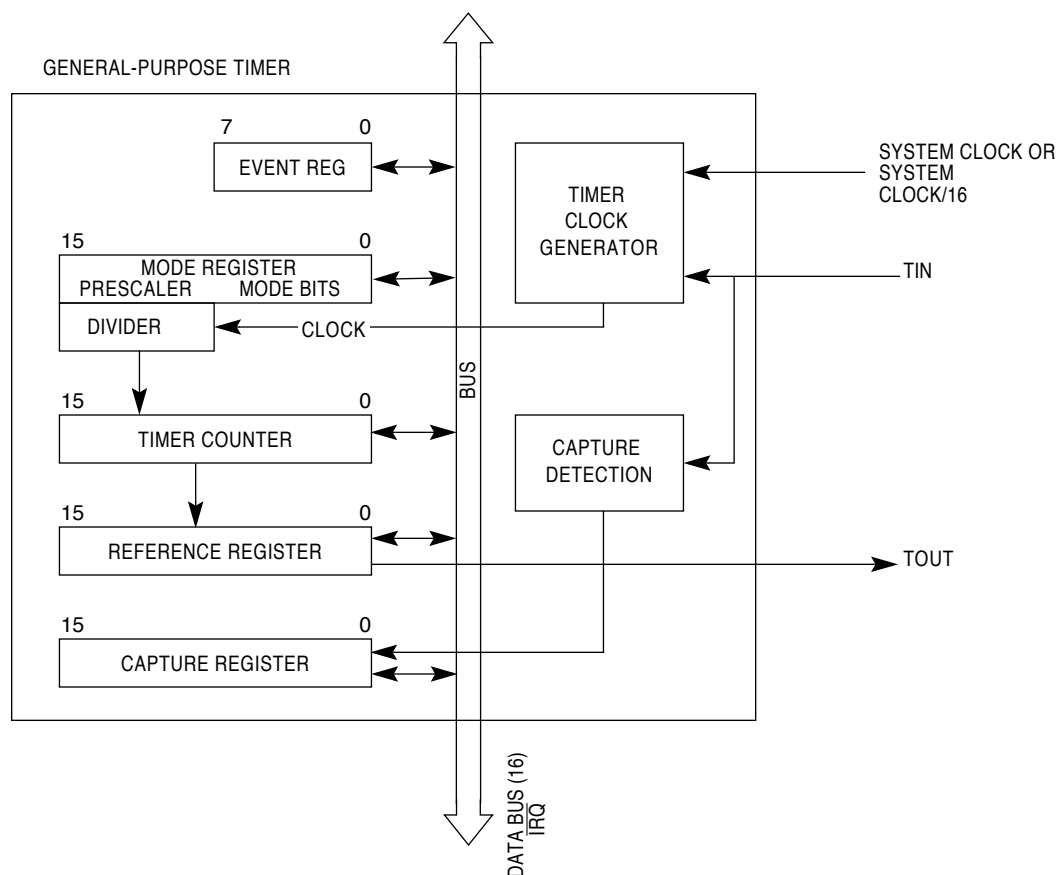 GENERAL-PURPOSE TIMER
7 0
EVENT REG
15 0
MODE REGISTER
PRESCALER MODE BITS
DIVIDER
CLOCK
15 0
TIMER COUNTER
15 0
REFERENCE REGISTER
15 0
CAPTURE REGISTER
BUS
TIMER
CLOCK
GENERATOR
CAPTURE
DETECTION
SYSTEM CLOCK OR
SYSTEM
CLOCK/16
TIN
TOUT
DATA BUS (16)
IRQ